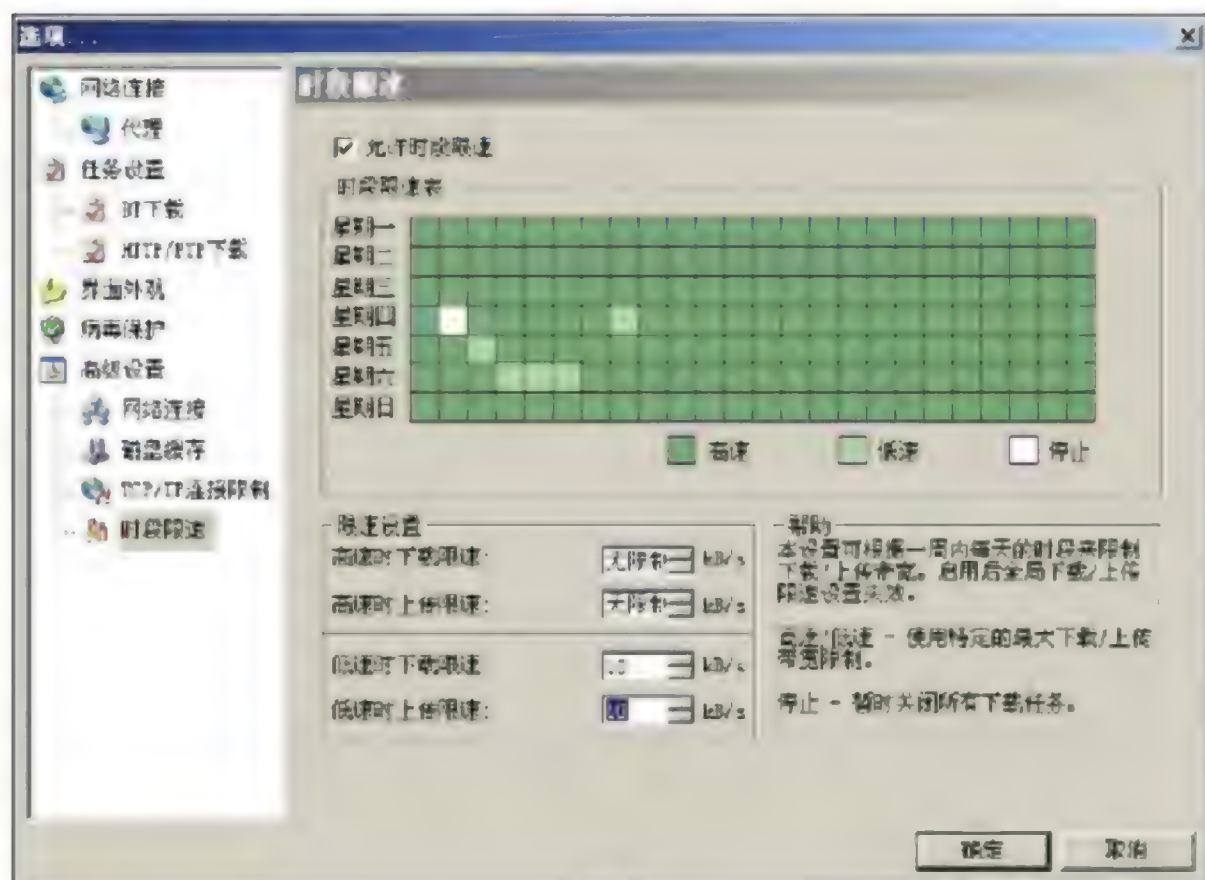 选项...
网络连接
代理
任务设置
BT下载
HTTP/FTP下载
界面外观
病毒保护
高级设置
网络连接
磁盘缓存
TCP/IP连接限制
时段限速
时段限速
允许时段限速
时段限速表
星期一
星期二
星期三
星期四
星期五
星期六
星期日
高速
低速
停止
限速设置
高速时下载限速:
无限制 kB/s
高速时上传限速:
无限制 kB/s
低速时下载限速
kB/s
低速时上传限速:
kB/s
帮助
本设置可根据一周内每天的时段来限制
下载/上传带宽。启用后全局下载/上传
限速设置失效。
高速/低速 - 使用特定的最大下载/上传
带宽限制。
停止 - 暂时关闭所有下载任务。
确定
取消